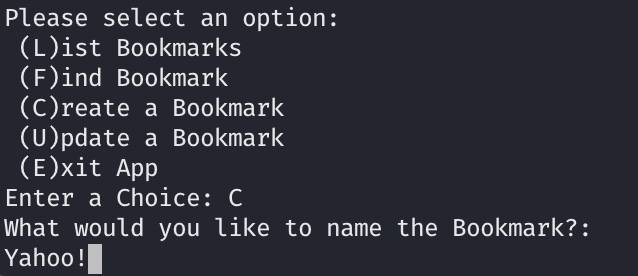 Please select an option:
(L)ist Bookmarks
(F)ind Bookmark
(C)reate a Bookmark
(U)pdate a Bookmark
(E)xit App
Enter a Choice: C
What would you like to name the Bookmark?:
Yahoo!